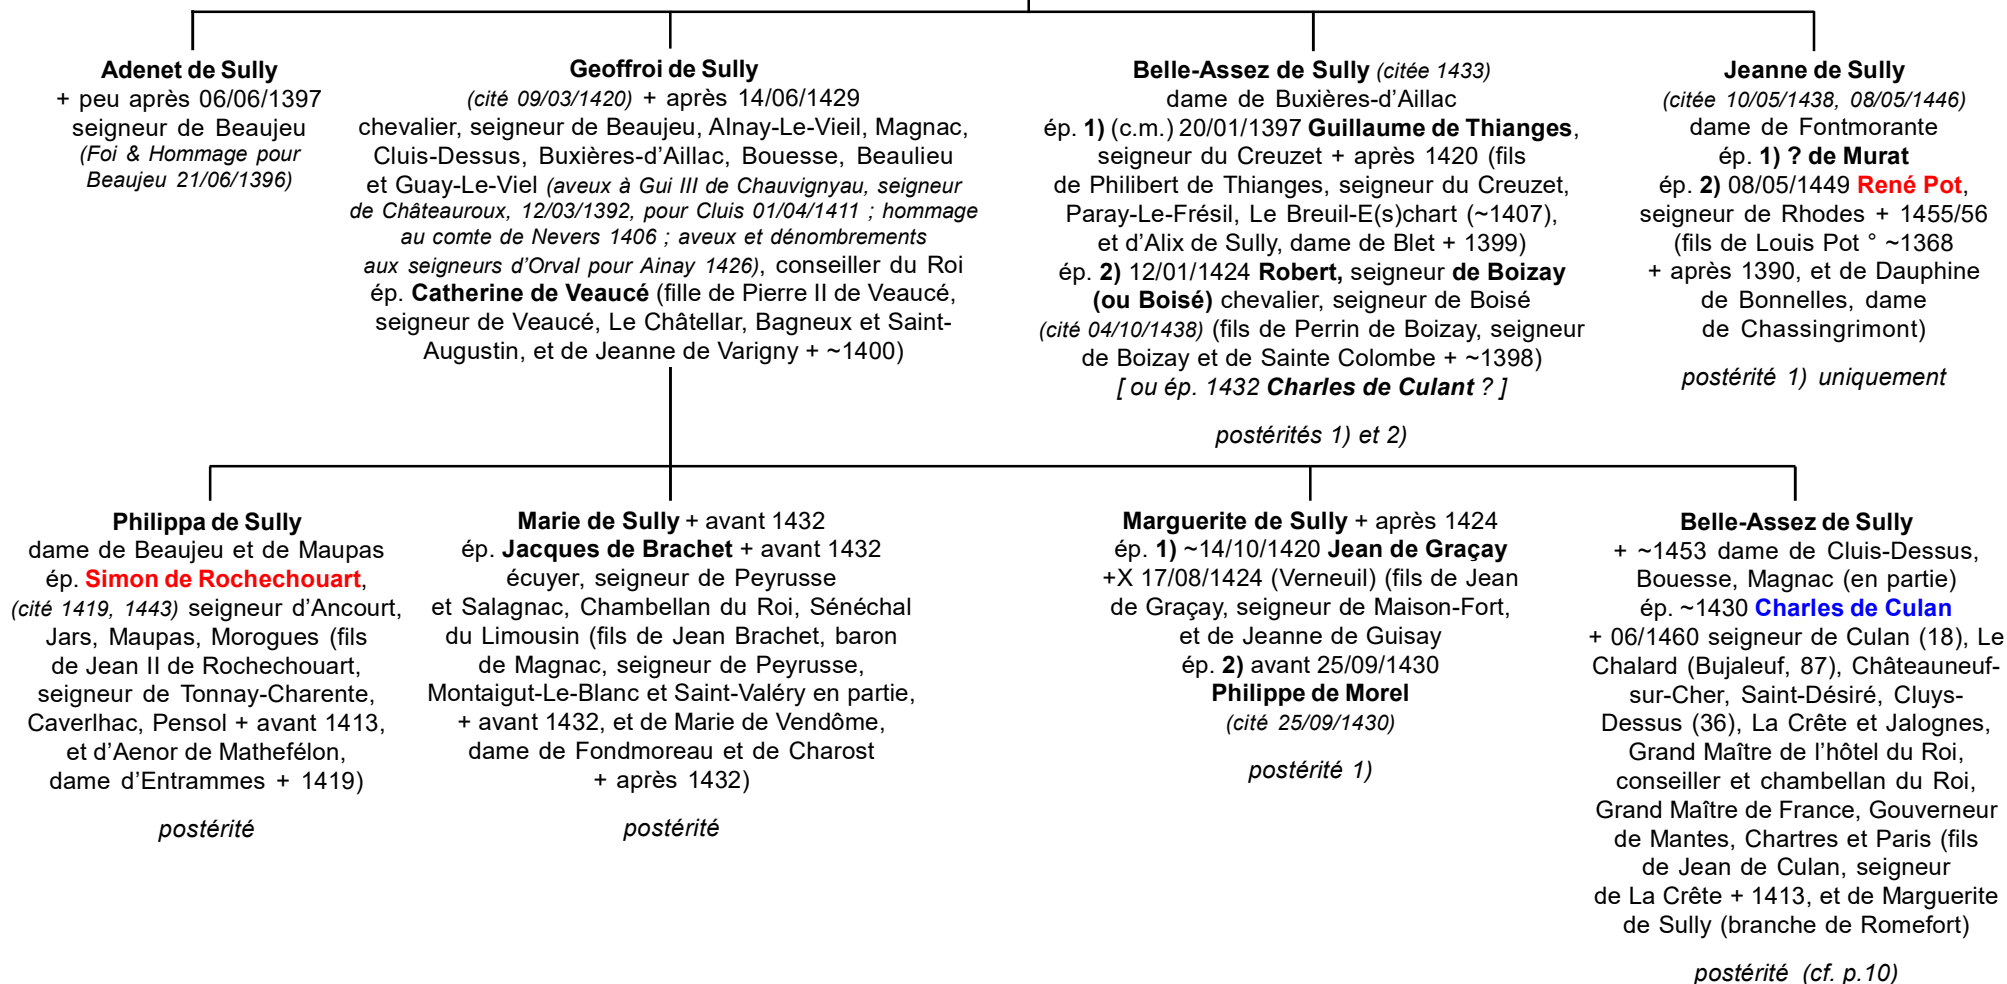 Adenet de Sully
+ peu après 06/06/1397
seigneur de Beaujeu
(Foi & Hommage pour
Beaujeu 21/06/1396)
Geoffroi de Sully
(cité 09/03/1420) + après 14/06/1429
chevalier, seigneur de Beaujeu, AInay-Le-Vieil, Magnac,
Cluis-Dessus, Buxières-d'Aillac, Bouesse, Beaulieu
et Guay-Le-Viel (aveux à Gui III de Chauvignyau, seigneur
de Châteauroux, 12/03/1392, pour Cluis 01/04/1411 ; hommage
au comte de Nevers 1406 ; aveux et dénombrements
aux seigneurs d'Orval pour Ainay 1426), conseiller du Roi
ép. Catherine de Veaucé (fille de Pierre II de Veaucé,
seigneur de Veaucé, Le Châtellar, Bagneux et Saint-
Augustin, et de Jeanne de Varigny + ~1400)
Belle-Assez de Sully (citée 1433)
dame de Buxières-d'Aillac
ép. 1) (c.m.) 20/01/1397 Guillaume de Thianges,
seigneur du Creuzet + après 1420 (fils
de Philibert de Thianges, seigneur du Creuzet,
Paray-Le-Frésil, Le Breuil-E(s)chart (~1407),
et d'Alix de Sully, dame de Blet + 1399)
ép. 2) 12/01/1424 Robert, seigneur de Boizay
(ou Boisé) chevalier, seigneur de Boisé
(cité 04/10/1438) (fils de Perrin de Boizay, seigneur
de Boizay et de Sainte Colombe + ~1398)
[ ou ép. 1432 Charles de Culant ? ]
postérités 1) et 2)
Jeanne de Sully
(citée 10/05/1438, 08/05/1446)
dame de Fontmorante
ép. 1) ? de Murat
ép. 2) 08/05/1449 René Pot,
seigneur de Rhodes + 1455/56
(fils de Louis Pot ° ~1368
+ après 1390, et de Dauphine
de Bonnelles, dame
de Chassingrimont)
postérité 1) uniquement
Philippa de Sully
dame de Beaujeu et de Maupas
ép. Simon de Rochechouart,
(cité 1419, 1443) seigneur d'Ancourt,
Jars, Maupas, Morogues (fils
de Jean II de Rochechouart,
seigneur de Tonnay-Charente,
Caverlhac, Pensol + avant 1413,
et d'Aenor de Mathefélon,
dame d'Entrammes + 1419)
postérité
Marie de Sully + avant 1432
ép. Jacques de Brachet + avant 1432
écuyer, seigneur de Peyrusse
et Salagnac, Chambellan du Roi, Sénéchal
du Limousin (fils de Jean Brachet, baron
de Magnac, seigneur de Peyrusse,
Montaigut-Le-Blanc et Saint-Valéry en partie,
+ avant 1432, et de Marie de Vendôme,
dame de Fondmoreau et de Charost
+ après 1432)
postérité
Marguerite de Sully + après 1424
ép. 1) ~14/10/1420 Jean de Graçay
+X 17/08/1424 (Verneuil) (fils de Jean
de Graçay, seigneur de Maison-Fort,
et de Jeanne de Guisay
ép. 2) avant 25/09/1430
Philippe de Morel
(cité 25/09/1430)
postérité 1)
Belle-Assez de Sully
+ ~1453 dame de Cluis-Dessus,
Bouesse, Magnac (en partie)
ép. ~1430 Charles de Culan
+ 06/1460 seigneur de Culan (18), Le
Chalard (Bujaleuf, 87), Châteauneuf-
sur-Cher, Saint-Désiré, Cluys-
Dessus (36), La Crête et Jalognes,
Grand Maître de l'hôtel du Roi,
conseiller et chambellan du Roi,
Grand Maître de France, Gouverneur
de Mantes, Chartres et Paris (fils
de Jean de Culan, seigneur
de La Crête + 1413, et de Marguerite
de Sully (branche de Romefort)
postérité (cf. p.10)